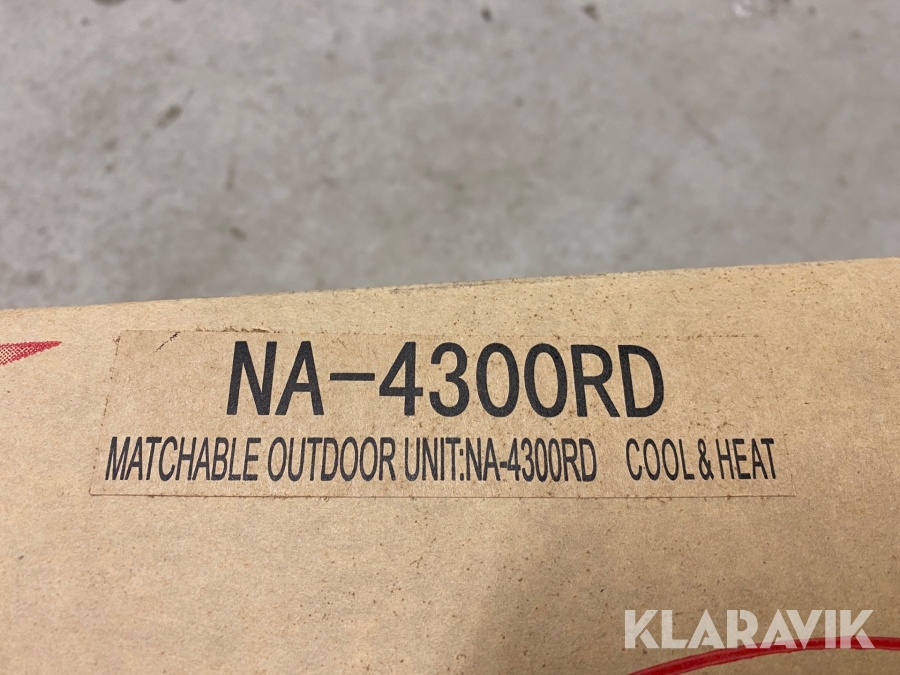 NA-4300RD
MATCHABLE OUTDOOR UNIT:NA-4300RD COOL & HEAT
KLARAVIK